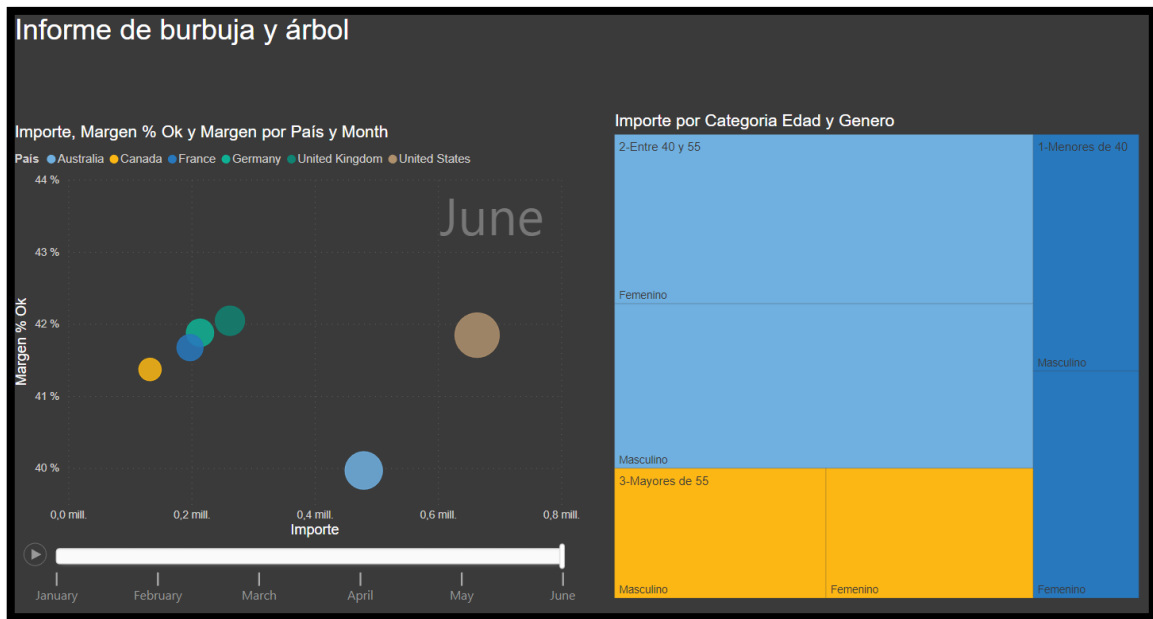 Informe de burbuja y árbol
Importe, Margen % Ok y Margen por País y Month
País Australia Canada France Germany United Kingdom United States
44 %
43 %
42 %
41 %
40 %
Margen % Ok
June
0,0 mill. 0,2 mill. 0,4 mill. 0,6 mill. 0,8 mill.
Importe
January February March April May June
Importe por Categoria Edad y Genero
2-Entre 40 y 55
Femenino
Masculino
3-Mayores de 55
Masculino
Femenino
1-Menores de 40
Masculino
Femenino